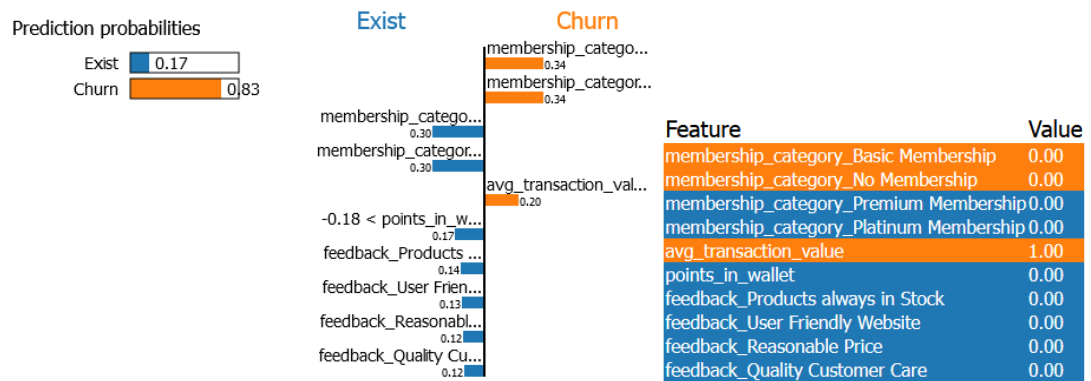 Prediction probabilities
Exist 0.17
Churn 0.83
Exist Churn
membership_catego...
0.34
membership_categor...
0.34
membership_catego...
0.30
membership_categor...
0.30
avg_transaction_val...
0.20
-0.18 < points_in_w...
0.17
feedback_Products ...
0.14
feedback_User Frien...
0.13
feedback_Reasonabl...
0.12
feedback_Quality Cu...
0.12
Feature Value
membership_category_Basic Membership 0.00
membership_category_No Membership 0.00
membership_category_Premium Membership 0.00
membership_category_Platinum Membership 0.00
avg_transaction_value 1.00
points_in_wallet 0.00
feedback_Products always in Stock 0.00
feedback_User Friendly Website 0.00
feedback_Reasonable Price 0.00
feedback_Quality Customer Care 0.00